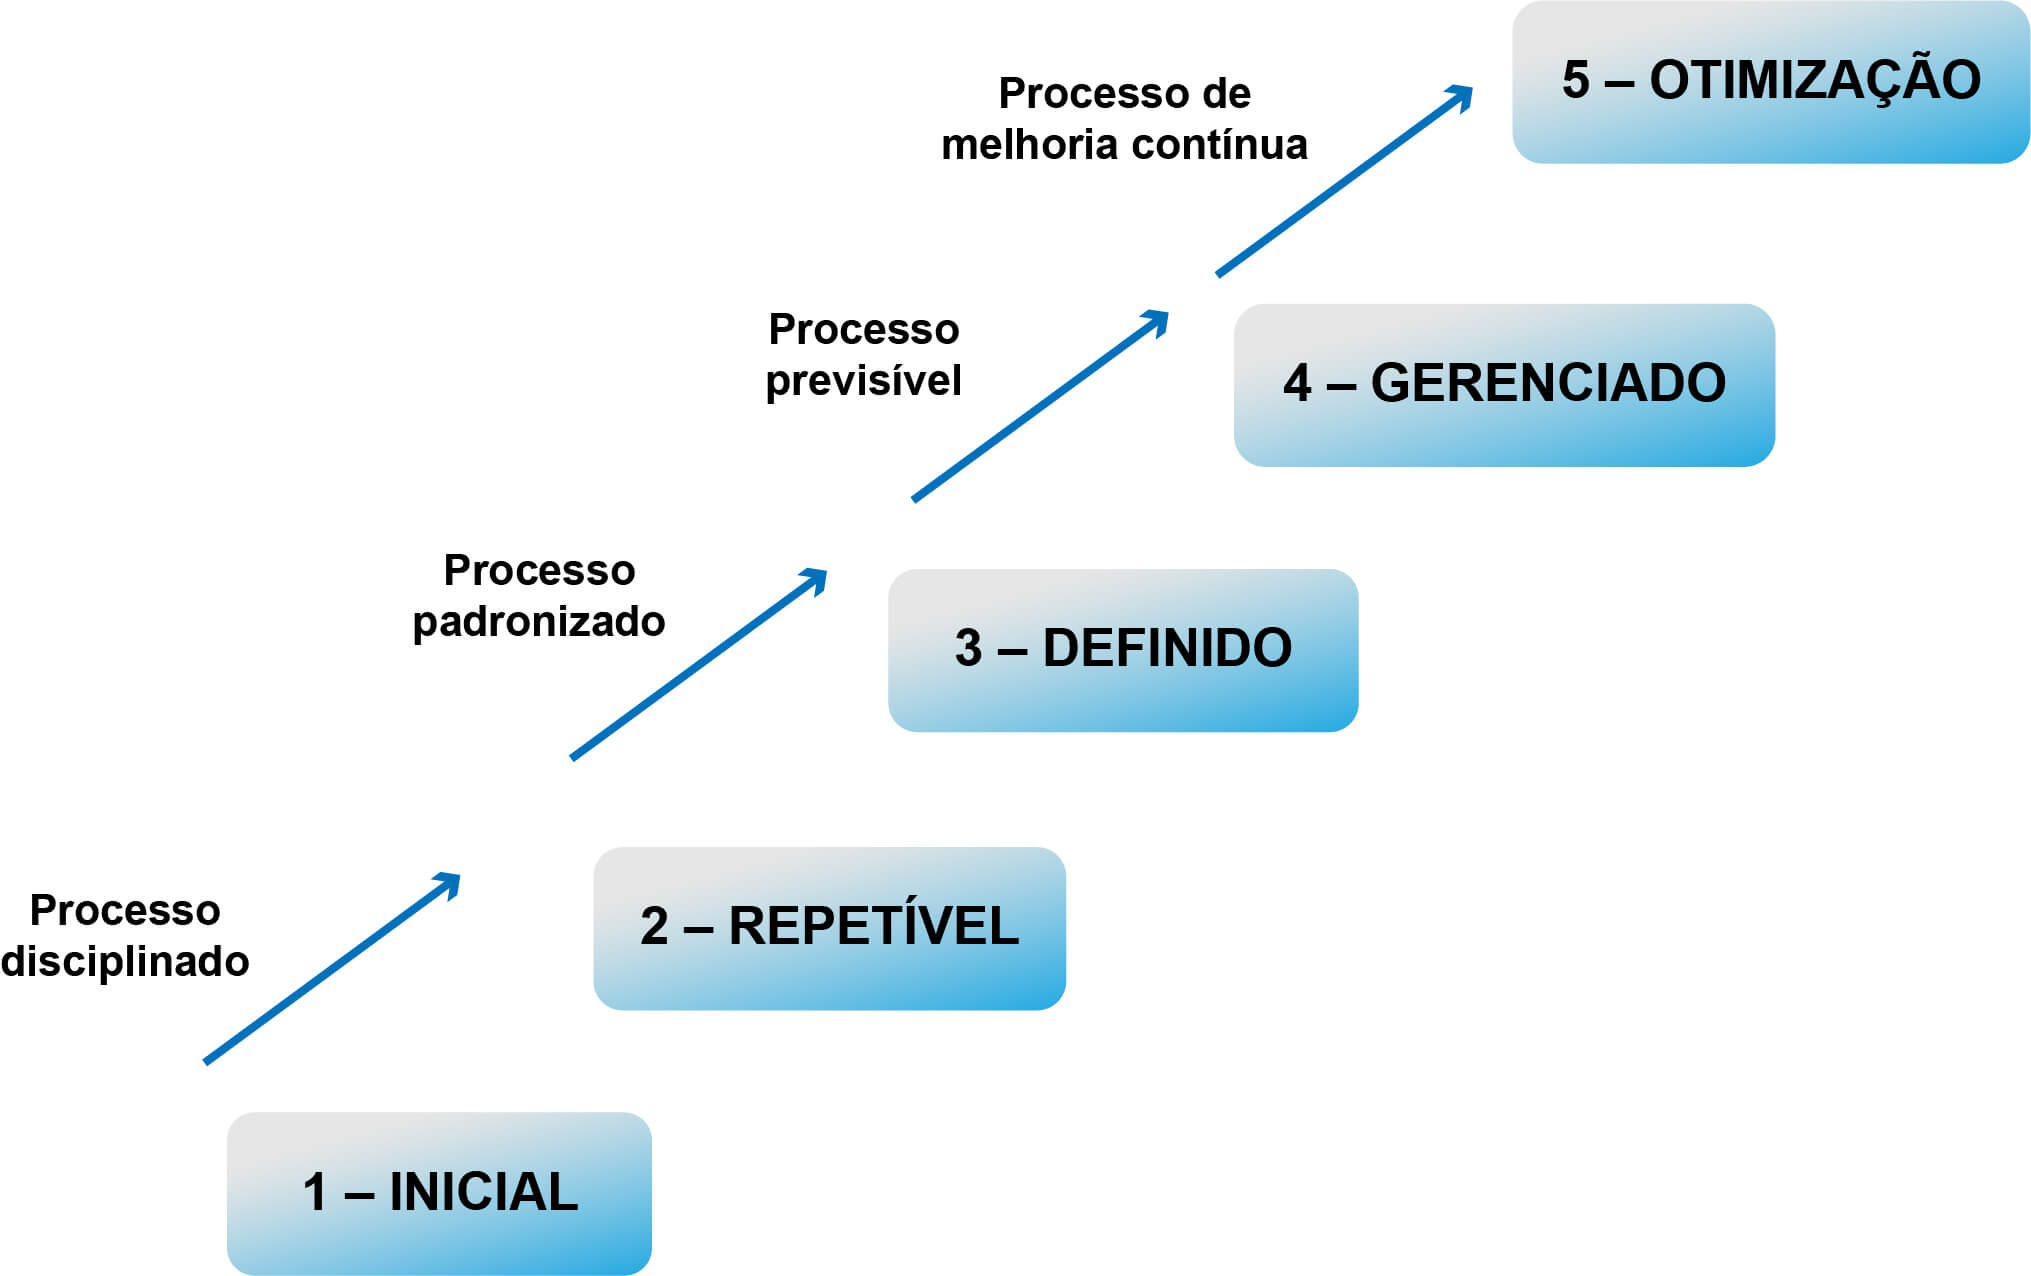 5 – OTIMIZAÇÃO
Processo de
melhoria contínua
4 – GERENCIADO
Processo
previsível
3 – DEFINIDO
Processo
padronizado
2 – REPETÍVEL
Processo
disciplinado
1 – INICIAL